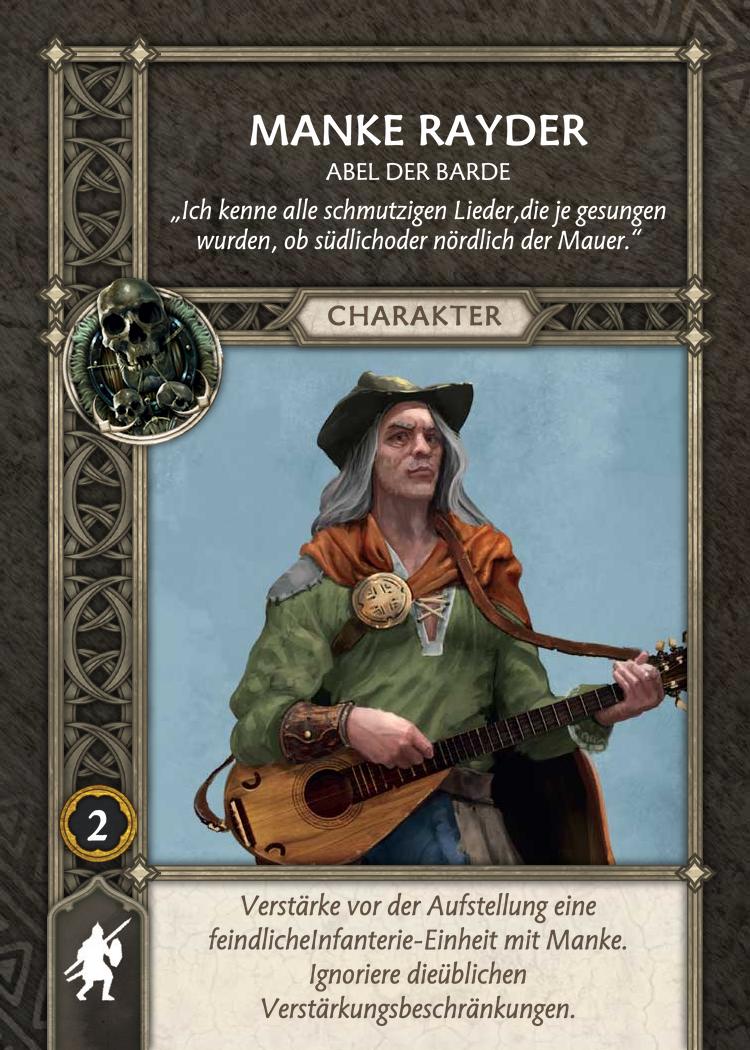 MANKE RAYDER
ABEL DER BARDE
„Ich kenne alle schmutzigen Lieder,die je gesungen
wurden, ob südlichoder nördlich der Mauer.“
CHARAKTER
2
Verstärke vor der Aufstellung eine
feindlicheInfanterie-Einheit mit Manke.
Ignoriere dieüblichen
Verstärkungsbeschränkungen.